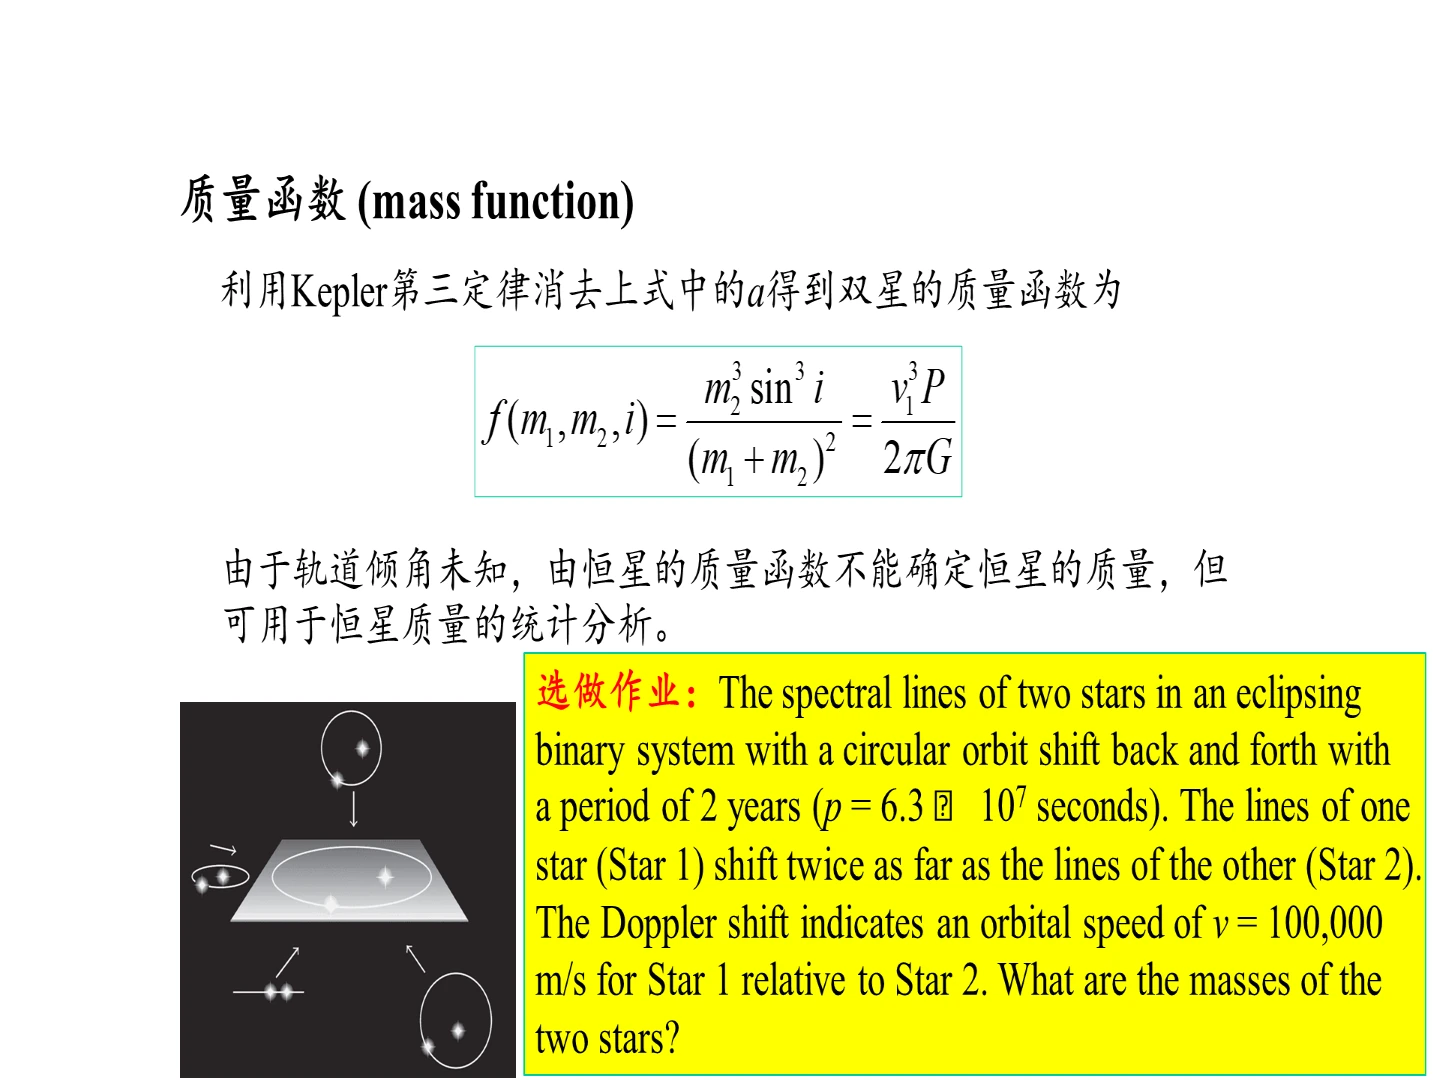 质量函数 (mass function)
利用Kepler第三定律消去上式中的a得到双星的质量函数为
f(m₁, m₂, i) = m₂³ sin³ i / (m₁ + m₂)² = v₁³ P / 2πG
由于轨道倾角未知，由恒星的质量函数不能确定恒星的质量，但
可用于恒星质量的统计分析。
选做作业：The spectral lines of two stars in an eclipsing
binary system with a circular orbit shift back and forth with
a period of 2 years (p = 6.3 10⁷ seconds). The lines of one
star (Star 1) shift twice as far as the lines of the other (Star 2).
The Doppler shift indicates an orbital speed of v = 100,000
m/s for Star 1 relative to Star 2. What are the masses of the
two stars?